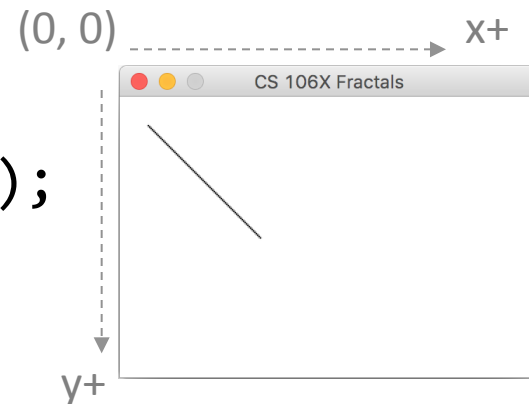 (0, 0)
x+
CS 106X Fractals
);
y+